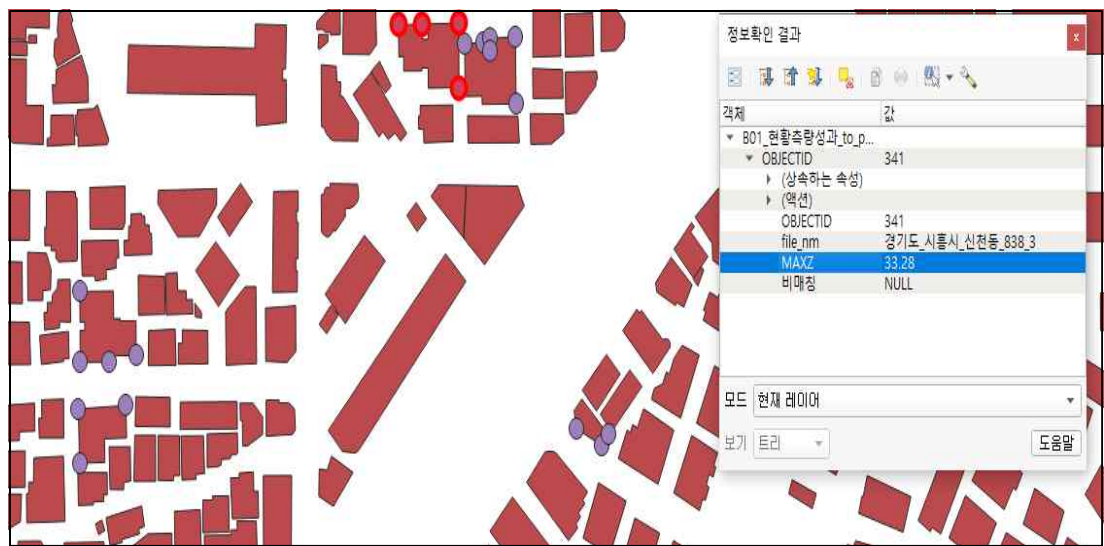 정보확인 결과
x
객체 값
B01_현황측량성과_to_p...
OBJECTID 341
(상속하는 속성)
(액션)
OBJECTID 341
file_nm 경기도_시흥시_신천동_838_3
MAXZ 33.28
비매칭 NULL
모드 현재 레이어
보기 트리
도움말